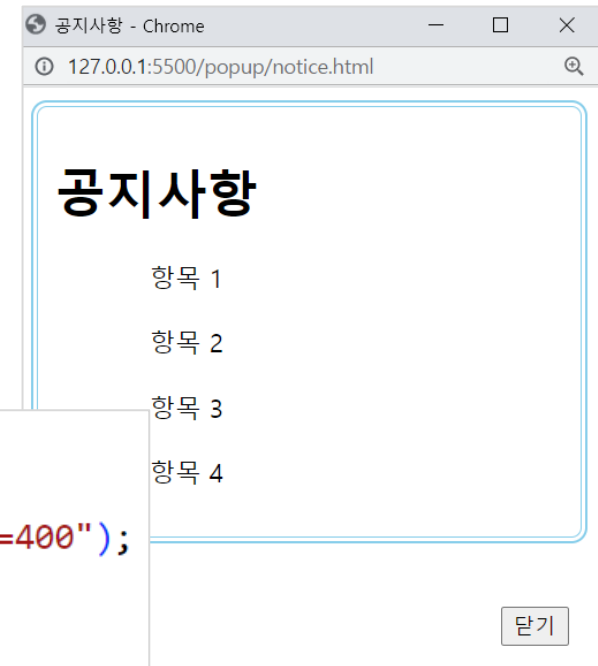 공지사항 - Chrome
127.0.0.1:5500/popup/notice.html
공지사항
항목 1
항목 2
항목 3
항목 4
=400");
닫기